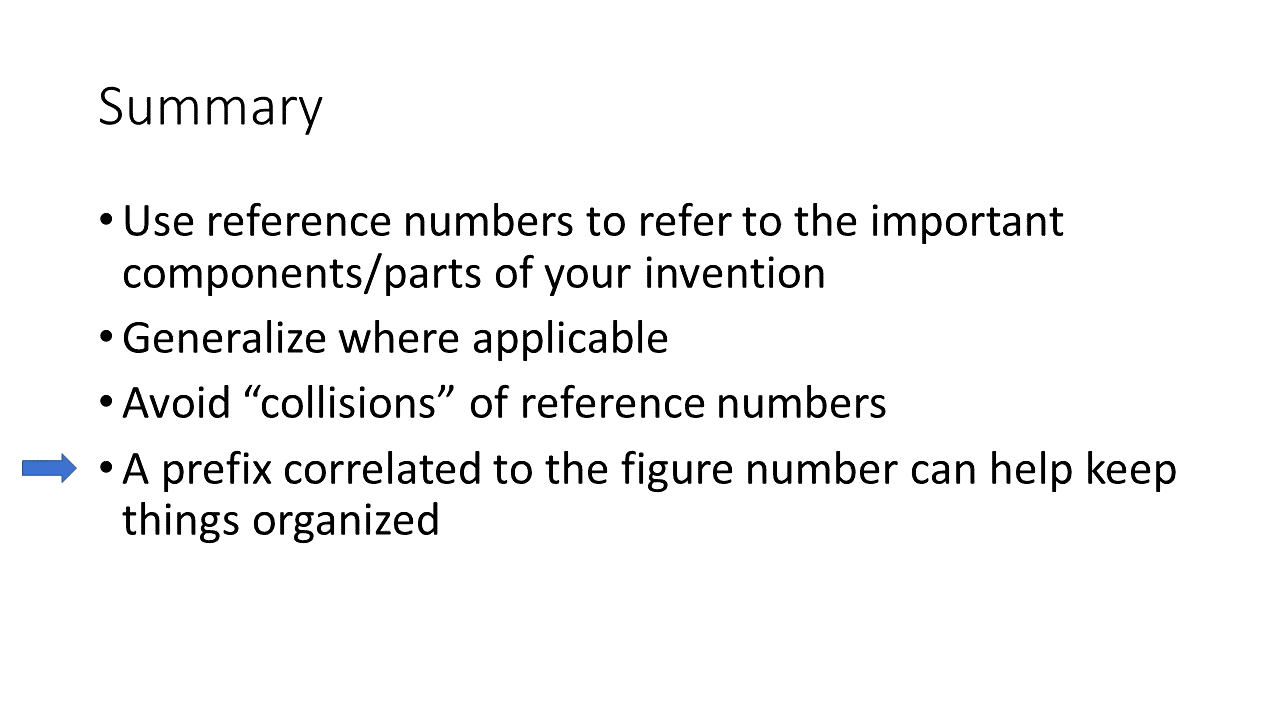 Summary
• Use reference numbers to refer to the important
components/parts of your invention
• Generalize where applicable
• Avoid “collisions” of reference numbers
• A prefix correlated to the figure number can help keep
things organized